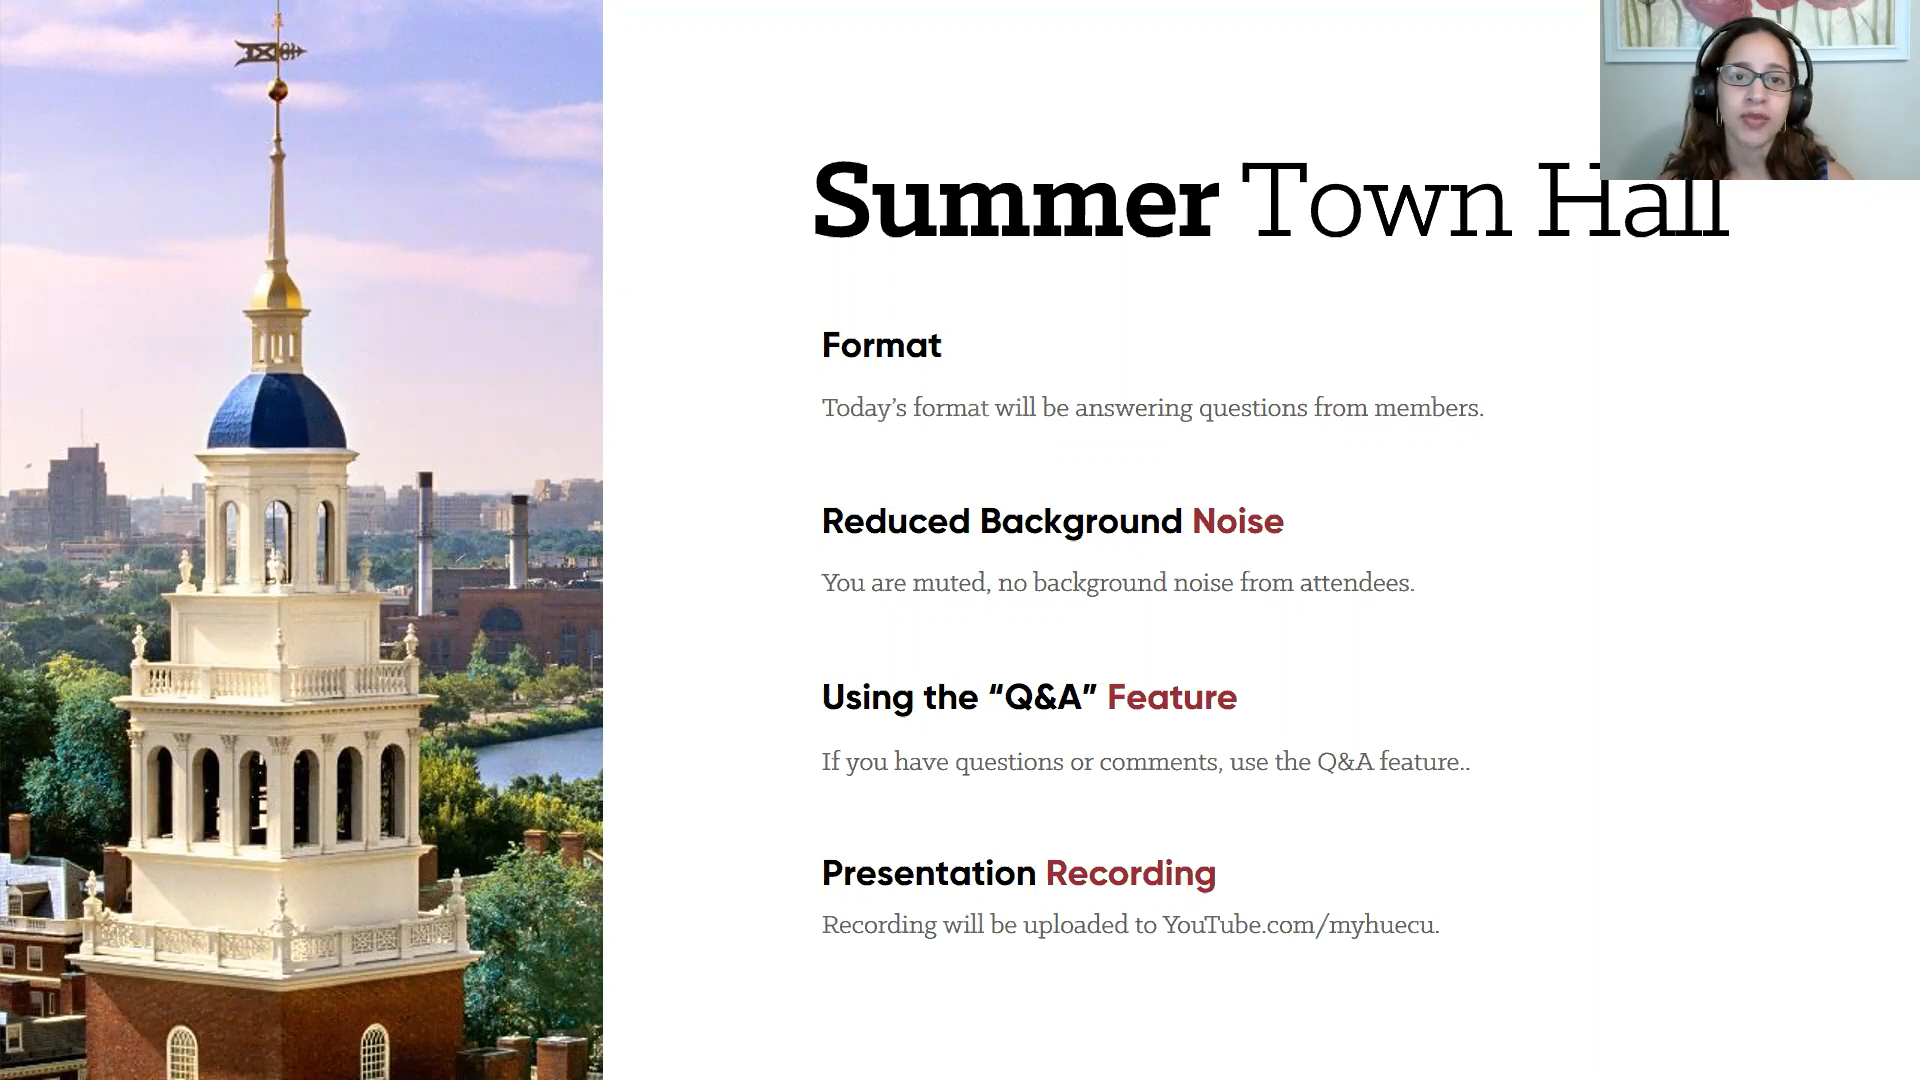 Summer Town Hall
Format
Today’s format will be answering questions from members.
Reduced Background Noise
You are muted, no background noise from attendees.
Using the “Q&A” Feature
If you have questions or comments, use the Q&A feature..
Presentation Recording
Recording will be uploaded to YouTube.com/myhuecu.